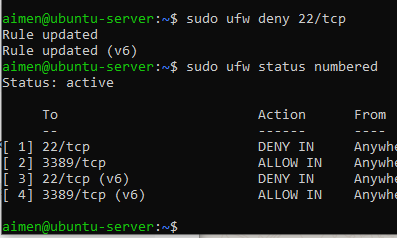 aimen@ubuntu-server:~$ sudo ufw deny 22/tcp
Rule updated
Rule updated (v6)
aimen@ubuntu-server:~$ sudo ufw status numbered
Status: active
To Action From
-- ------ ----
[ 1] 22/tcp DENY IN Anywhe
[ 2] 3389/tcp ALLOW IN Anywhe
[ 3] 22/tcp (v6) DENY IN Anywhe
[ 4] 3389/tcp (v6) ALLOW IN Anywhe
aimen@ubuntu-server:~$